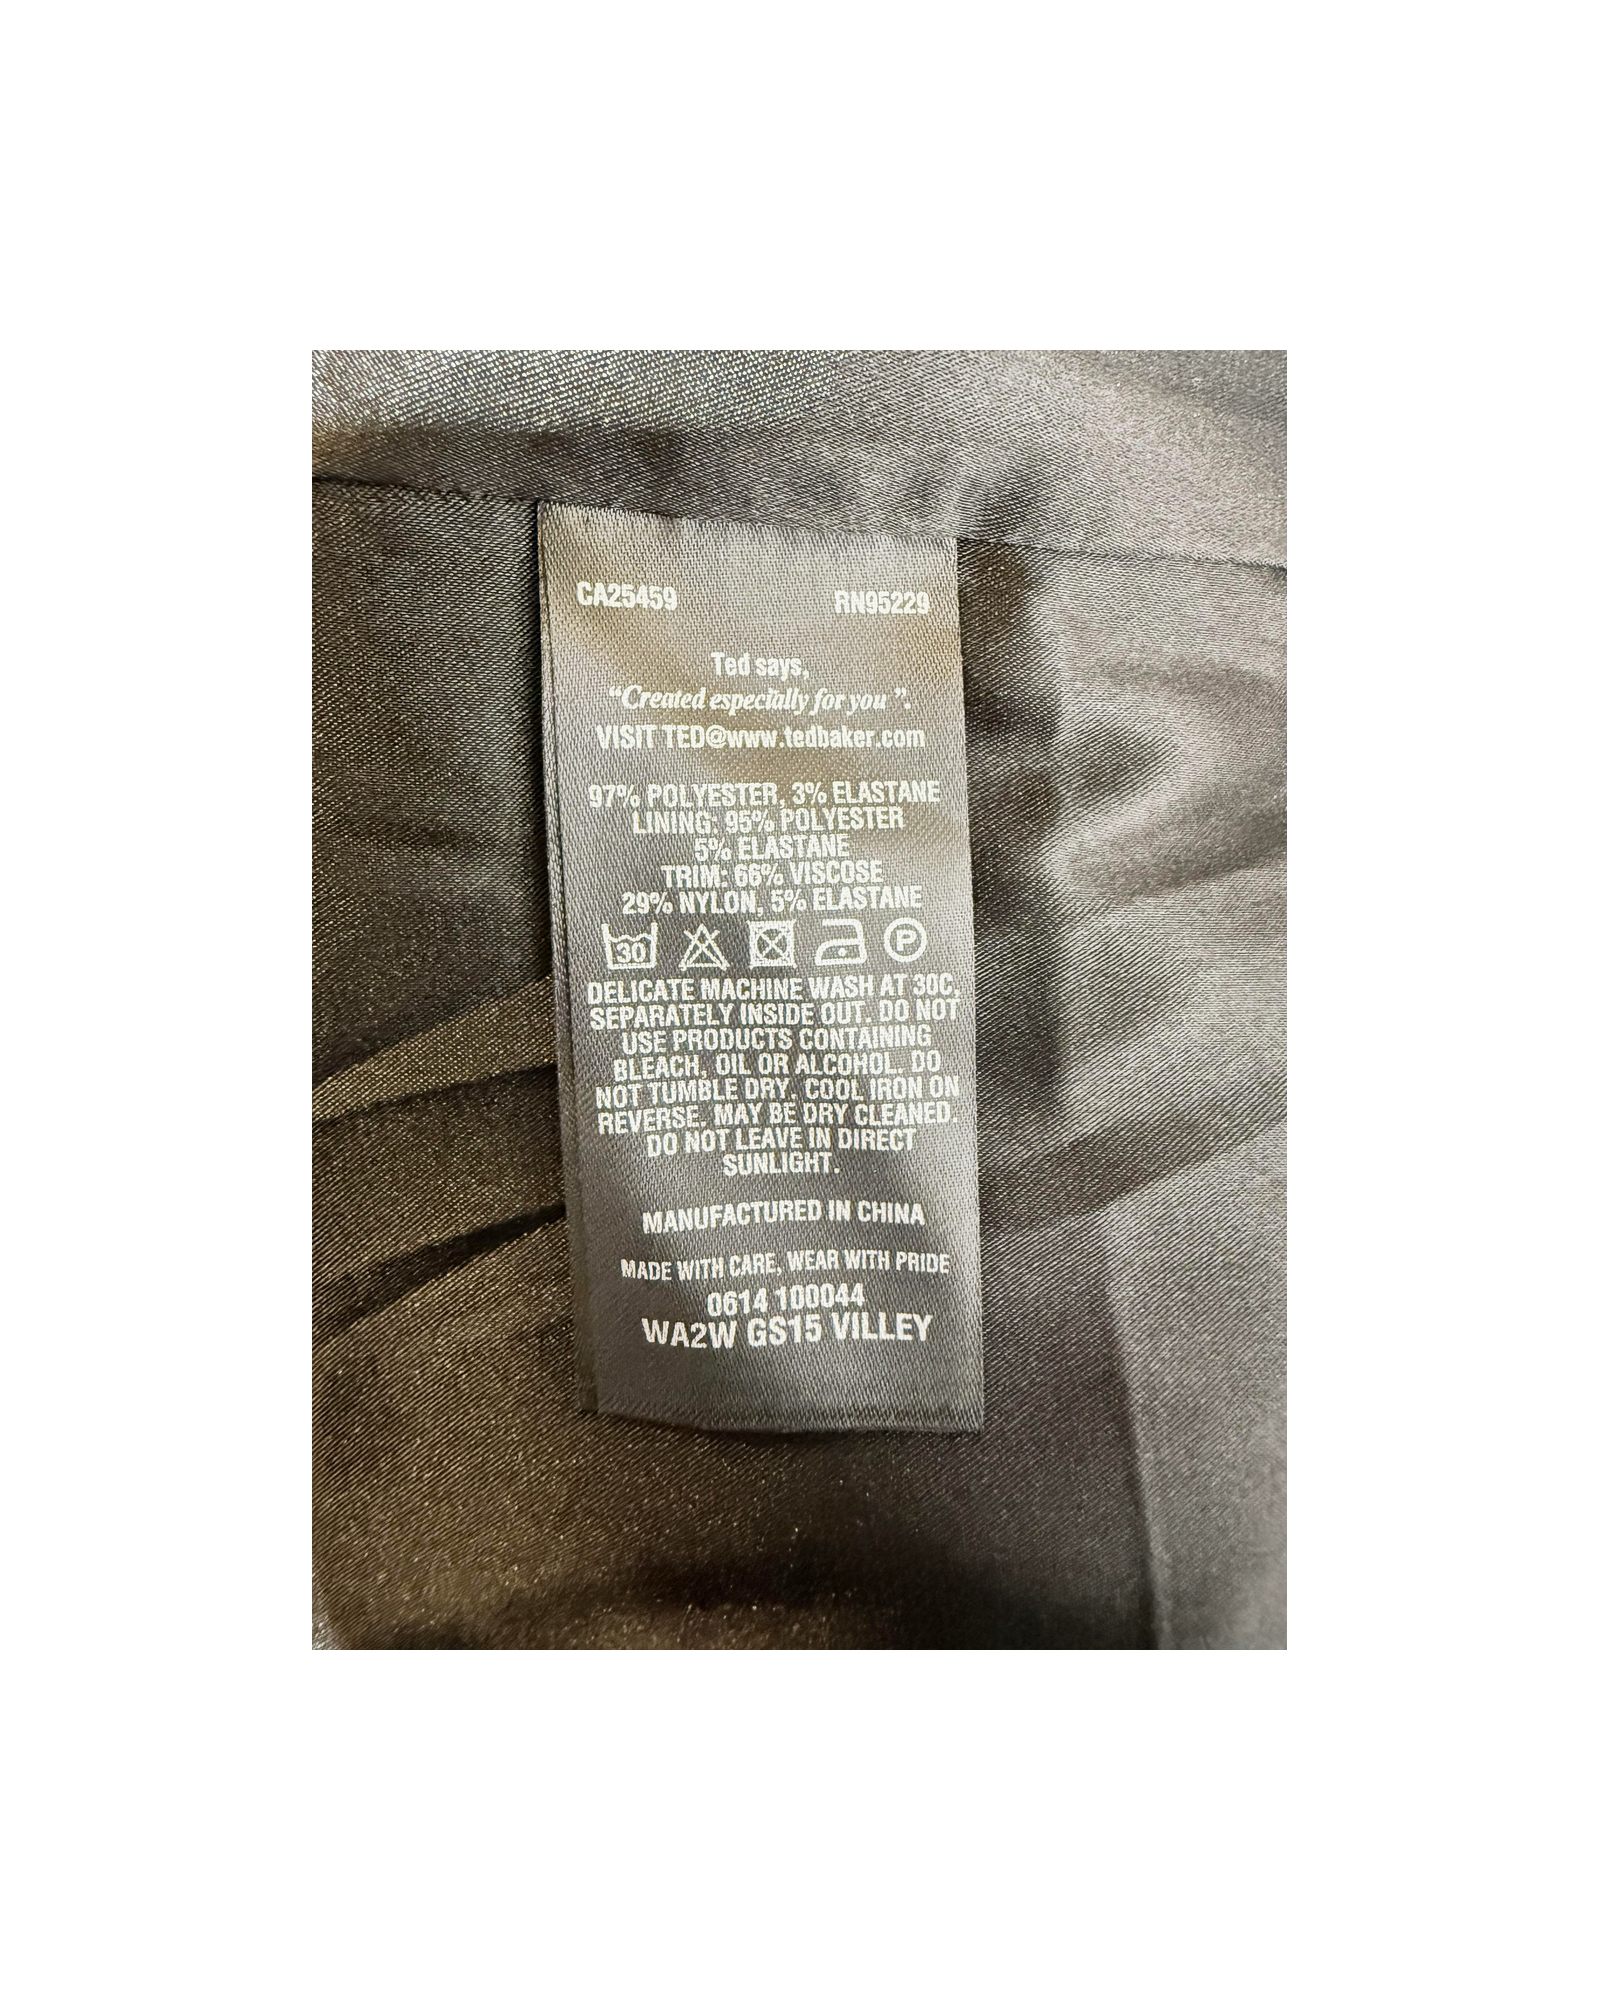 CA25459 RN95229
Ted says,
“Created especially for you ”.
VISIT TED@www.tedbaker.com
97% POLYESTER, 3% ELASTANE
LINING: 95% POLYESTER
5% ELASTANE
TRIM: 66% VISCOSE
29% NYLON, 5% ELASTANE
30 P
DELICATE MACHINE WASH AT 30C.
SEPARATELY INSIDE OUT. DO NOT
USE PRODUCTS CONTAINING
BLEACH, OIL OR ALCOHOL. DO
NOT TUMBLE DRY. COOL IRON ON
REVERSE. MAY BE DRY CLEANED.
DO NOT LEAVE IN DIRECT
SUNLIGHT.
MANUFACTURED IN CHINA
MADE WITH CARE, WEAR WITH PRIDE
0614 100044
WA2W GS15 VILLEY